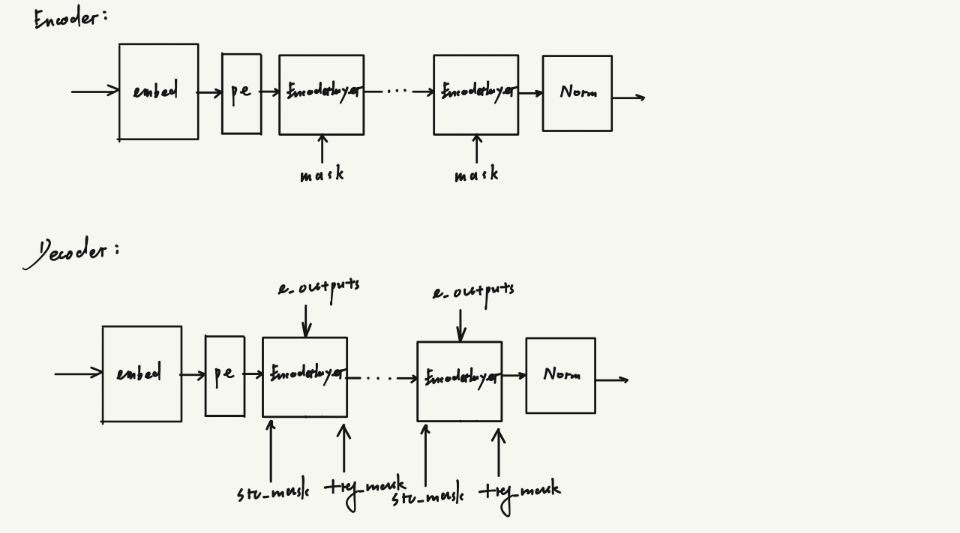 Encoder:
embed pe EncoderLayer ... EncoderLayer Norm
mask mask
Decoder:
e_outputs e_outputs
embed pe EncoderLayer ... EncoderLayer Norm
src_mask trg_mask src_mask trg_mask